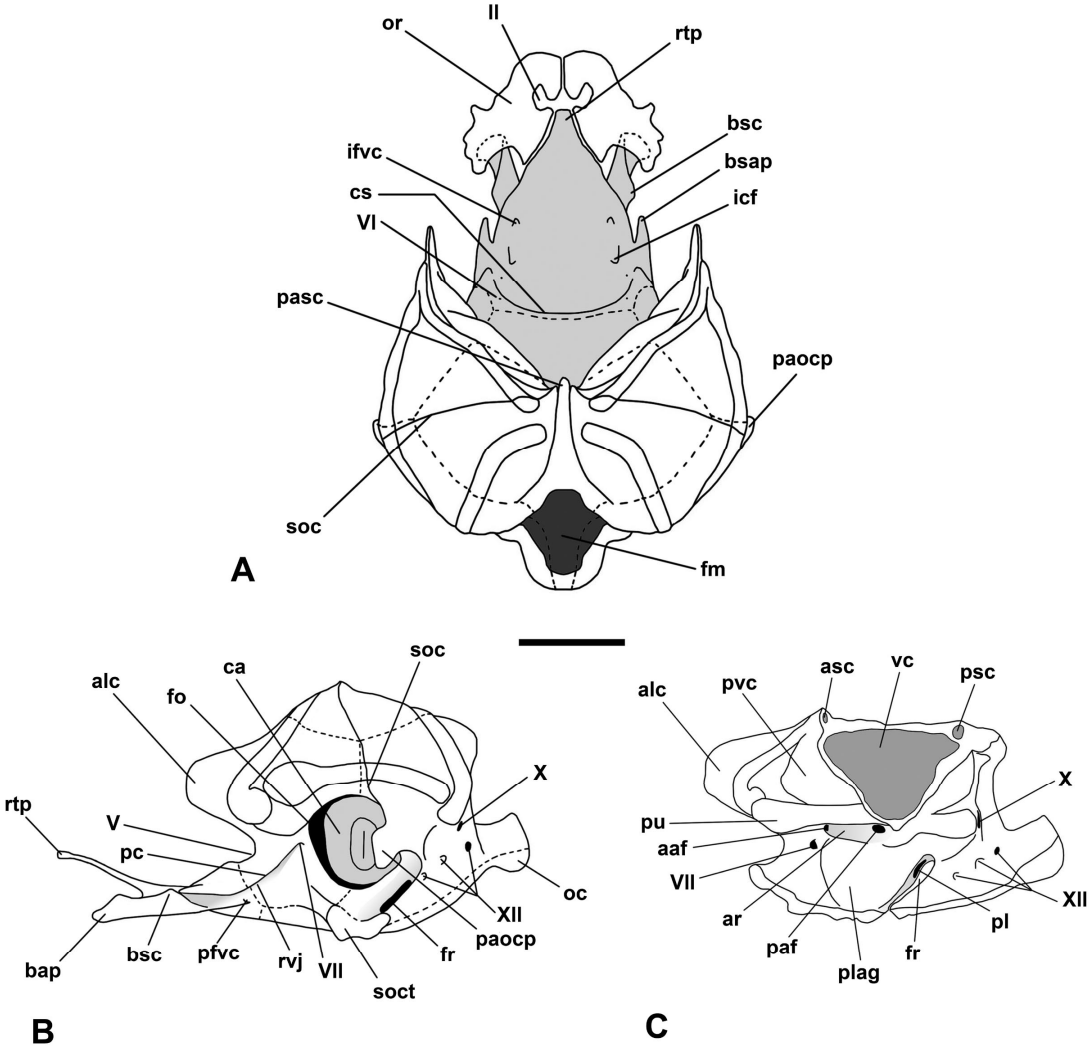 II
or
rtp
bsc
ifvc
bsap
cs
icf
VI
pasc
paocp
soc
A
fm
soc
ca
alc
fo
X
rtp
V
pc
oc
XII
paocp
fr
bap
bsc
pfvc
rvj
VII
soct
B
vc
asc
psc
pvc
alc
X
pu
aaf
VII
XII
ar
pl
paf
fr
plag
C